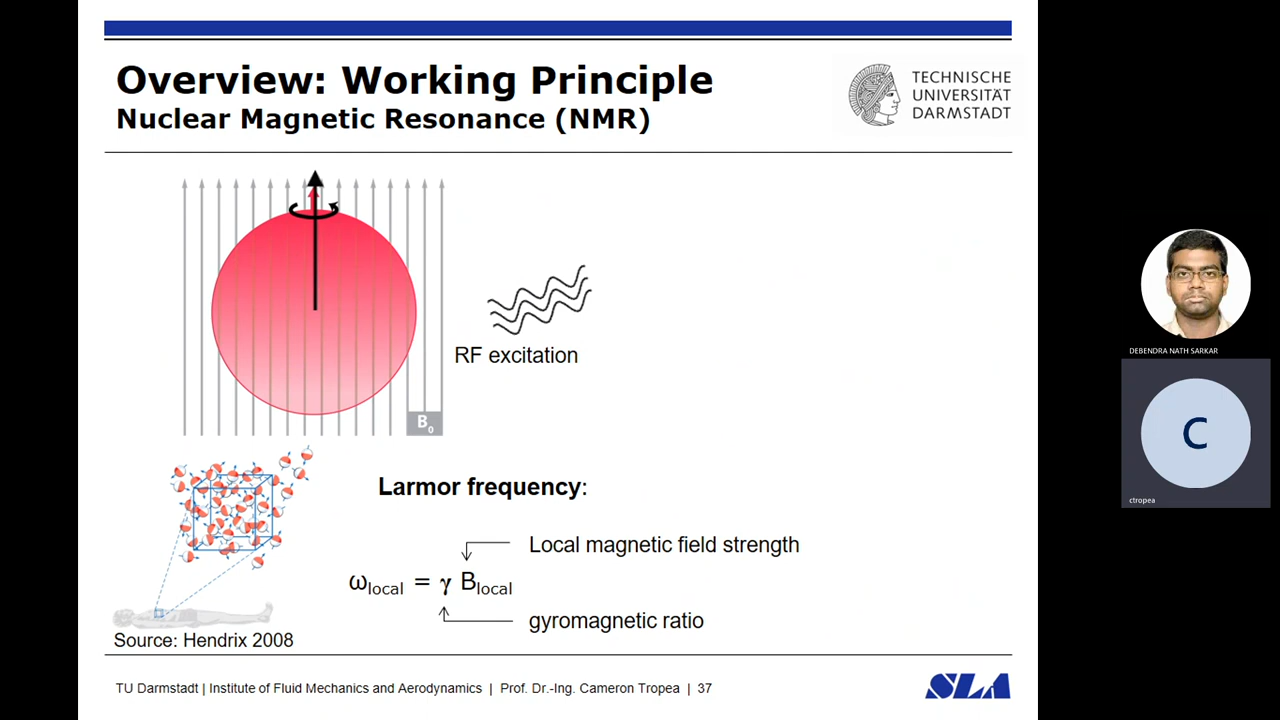 Overview: Working Principle
Nuclear Magnetic Resonance (NMR)
TECHNISCHE
UNIVERSITÄT
DARMSTADT
B0
RF excitation
Larmor frequency:
Local magnetic field strength
ωlocal = γ Blocal
gyromagnetic ratio
Source: Hendrix 2008
TU Darmstadt | Institute of Fluid Mechanics and Aerodynamics | Prof. Dr.-Ing. Cameron Tropea | 37
SLA
DEBENDRA NATH SARKAR
C
ctropea